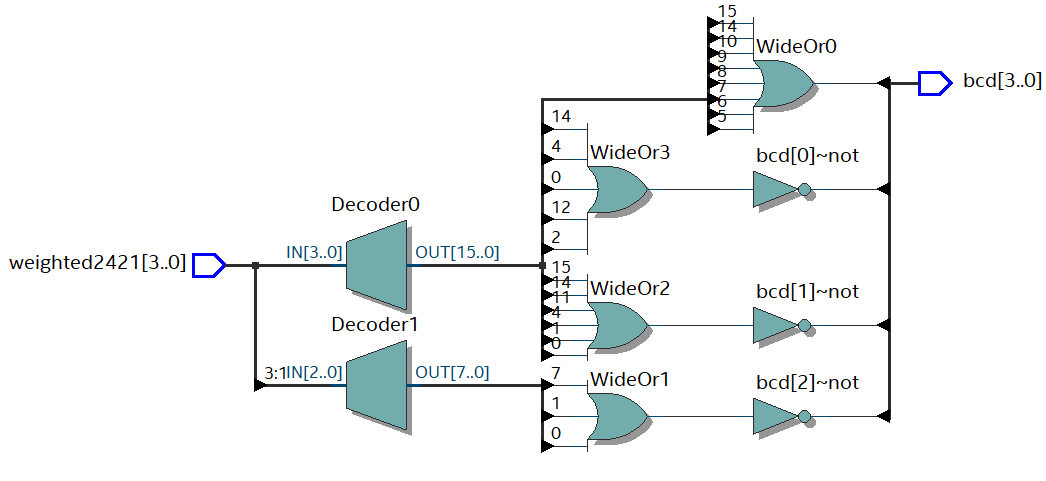 15
14
10
9
8
7
6
5
WideOr0
bcd[3..0]
14
4
0
12
2
WideOr3
bcd[0]~not
Decoder0
weighted2421[3..0]
IN[3..0]
OUT[15..0]
15
14
11
4
1
0
WideOr2
bcd[1]~not
Decoder1
3:1
IN[2..0]
OUT[7..0]
7
1
0
WideOr1
bcd[2]~not